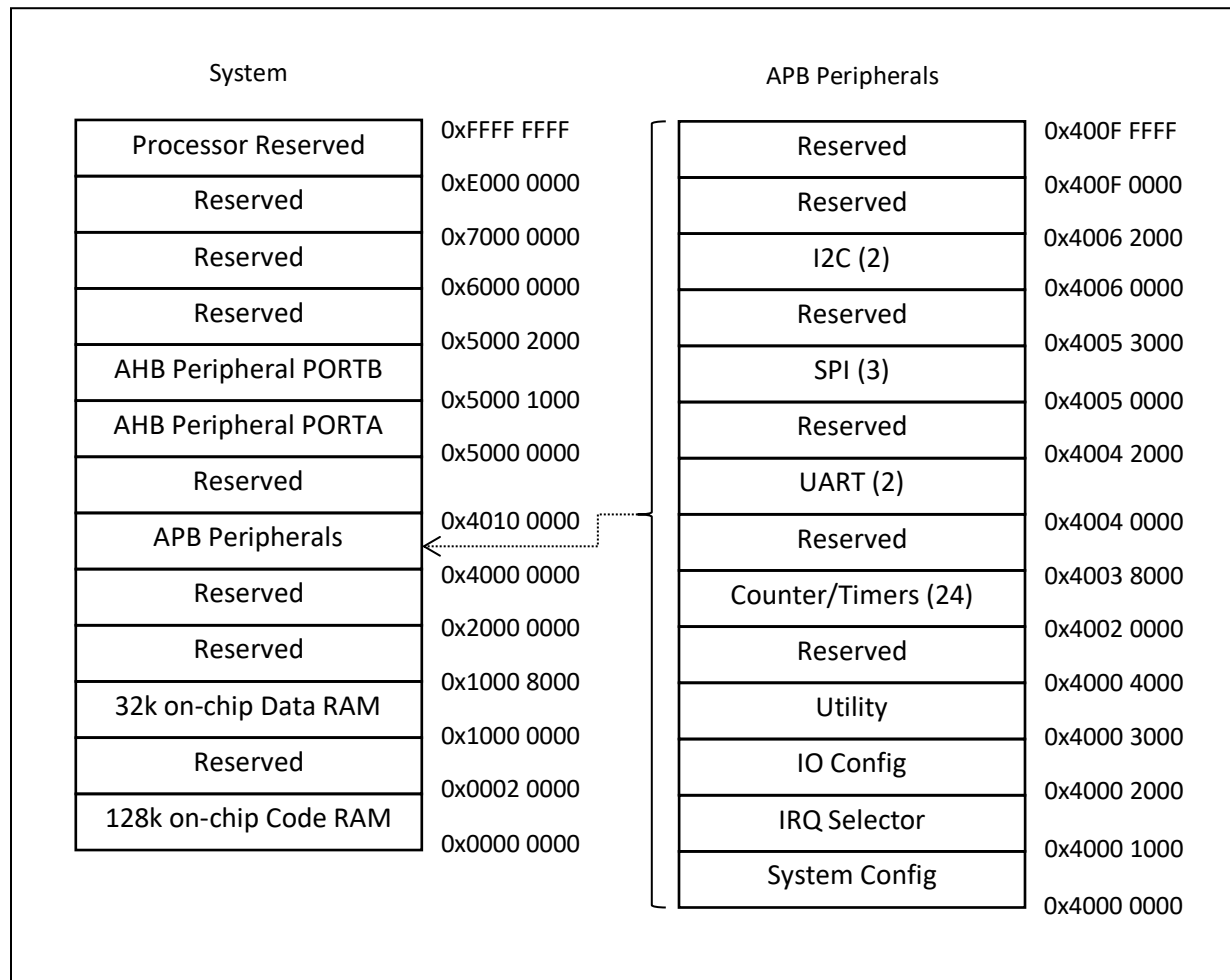 System
0xFFFF FFFF
Processor Reserved
0xE000 0000
Reserved
0x7000 0000
Reserved
0x6000 0000
Reserved
0x5000 2000
AHB Peripheral PORTB
0x5000 1000
AHB Peripheral PORTA
0x5000 0000
Reserved
0x4010 0000
APB Peripherals
0x4000 0000
Reserved
0x2000 0000
Reserved
0x1000 8000
32k on-chip Data RAM
0x1000 0000
Reserved
0x0002 0000
128k on-chip Code RAM
0x0000 0000
APB Peripherals
0x400F FFFF
Reserved
0x400F 0000
Reserved
0x4006 2000
I2C (2)
0x4006 0000
Reserved
0x4005 3000
SPI (3)
0x4005 0000
Reserved
0x4004 2000
UART (2)
0x4004 0000
Reserved
0x4003 8000
Counter/Timers (24)
0x4002 0000
Reserved
0x4000 4000
Utility
0x4000 3000
IO Config
0x4000 2000
IRQ Selector
0x4000 1000
System Config
0x4000 0000